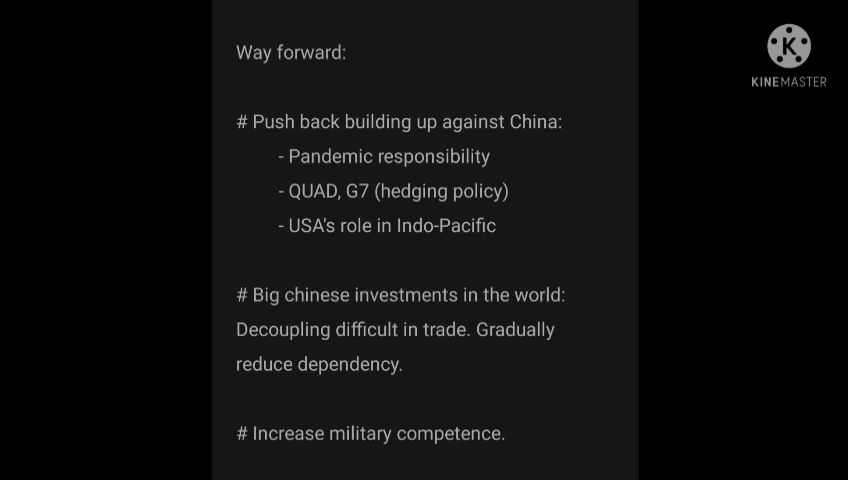 Way forward:
# Push back building up against China:
- Pandemic responsibility
- QUAD, G7 (hedging policy)
- USA's role in Indo-Pacific
# Big chinese investments in the world:
Decoupling difficult in trade. Gradually
reduce dependency.
# Increase military competence.
K
KINEMASTER